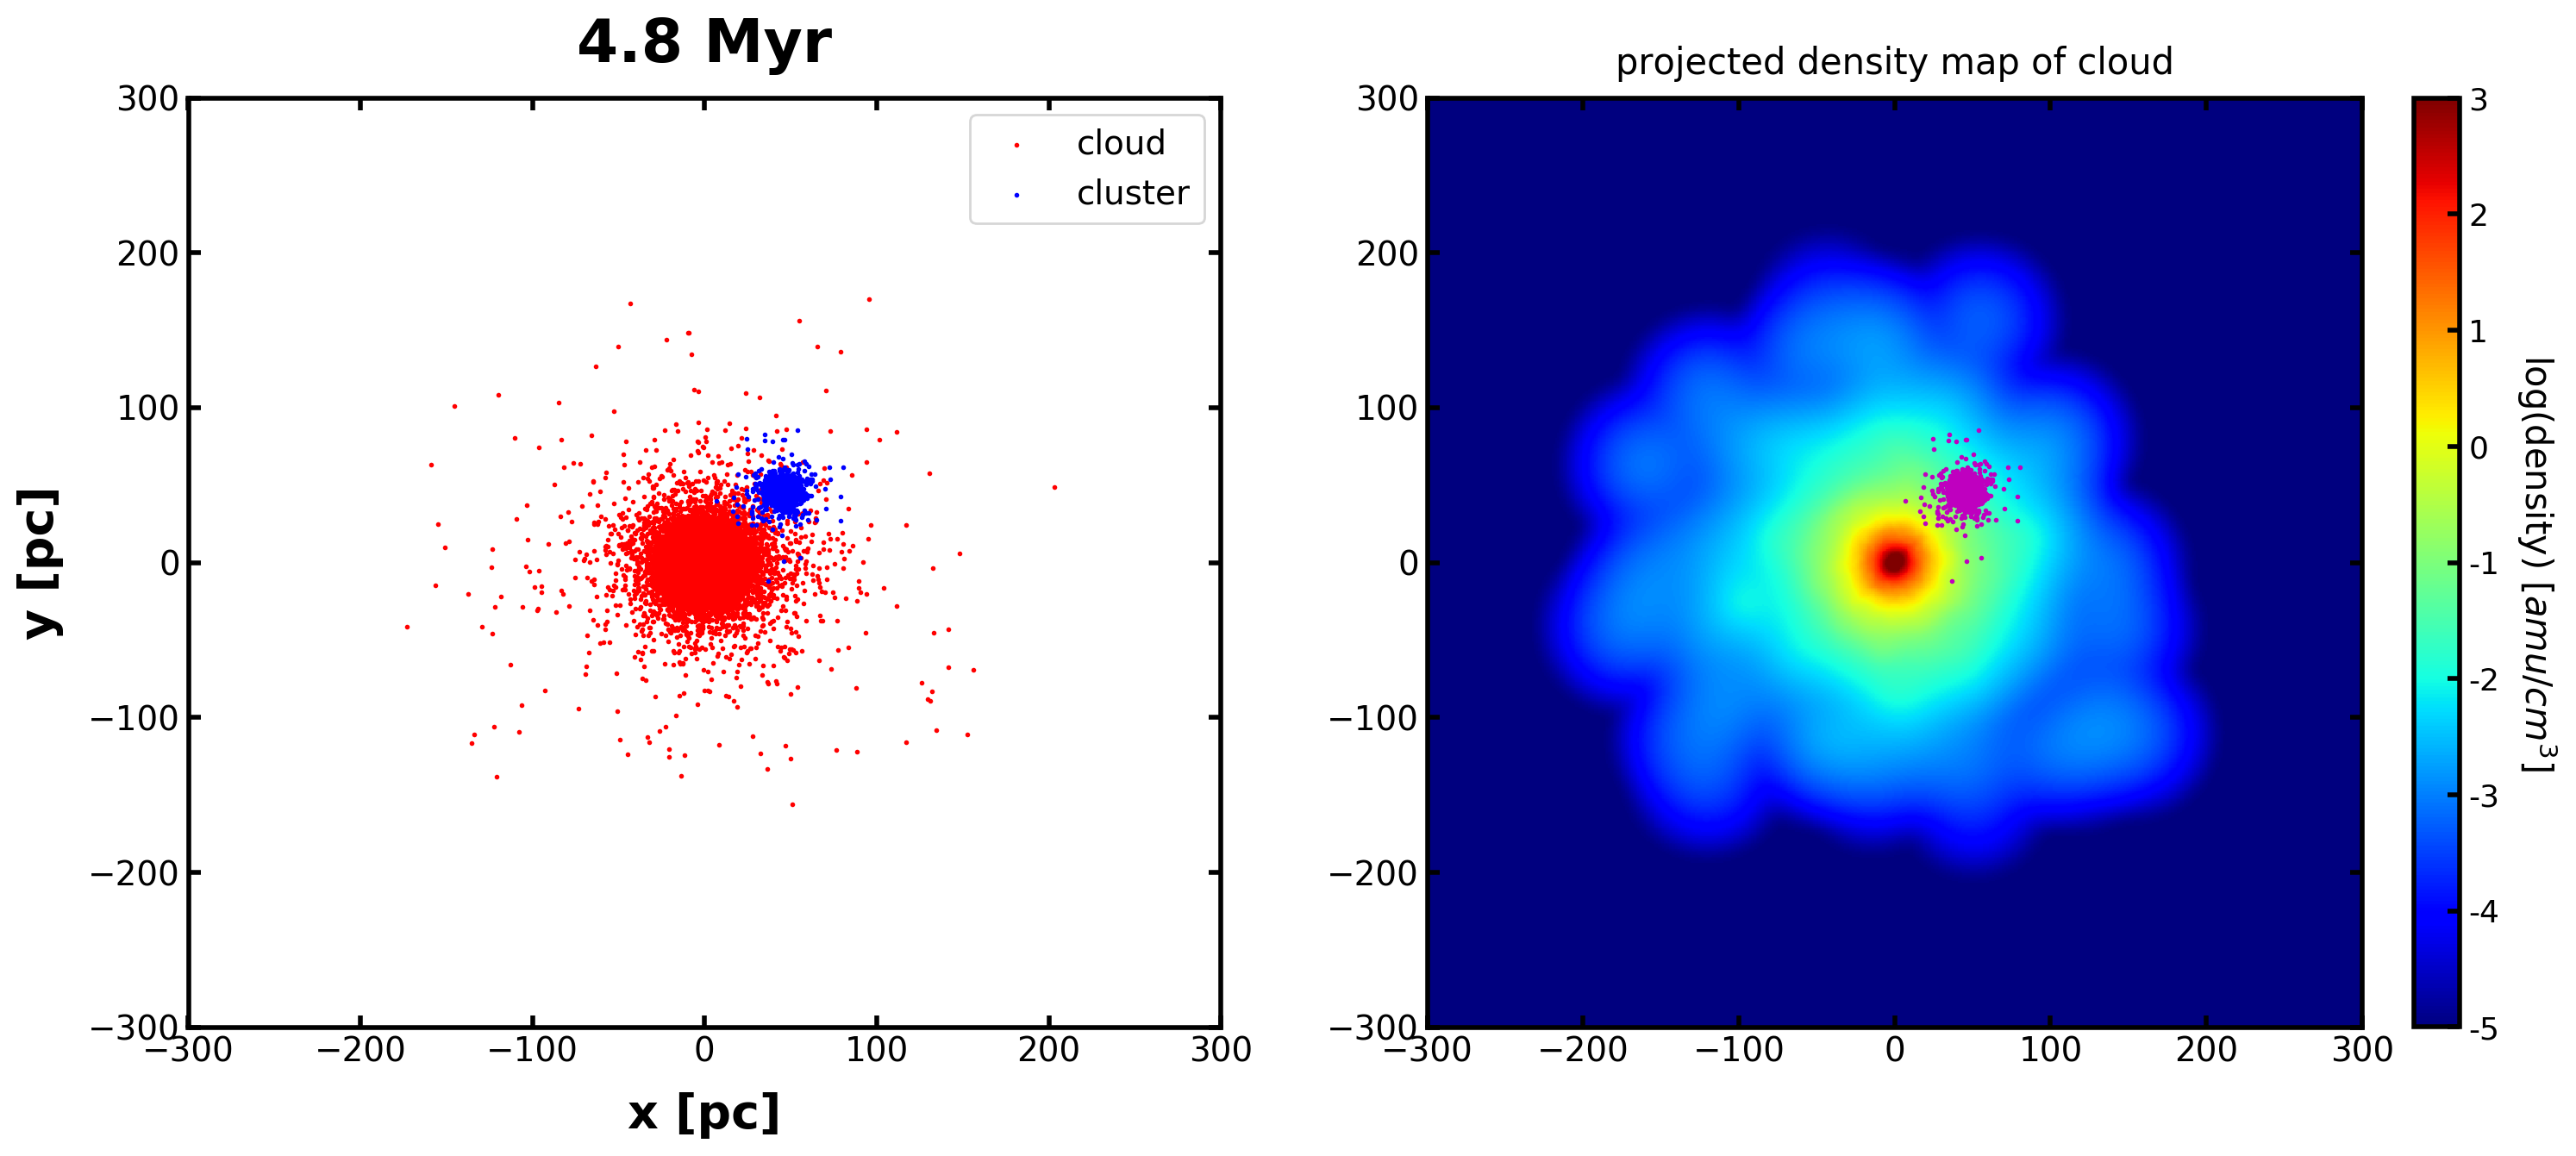 4.8 Myr
300
200
100
0
−100
−200
−300
−300 −200 −100 0 100 200 300
x [pc]
y [pc]
cloud
cluster
projected density map of cloud
300
200
100
0
−100
−200
−300
−300 −200 −100 0 100 200 300
3
2
1
0
-1
-2
-3
-4
-5
log(density) [amu/cm³]